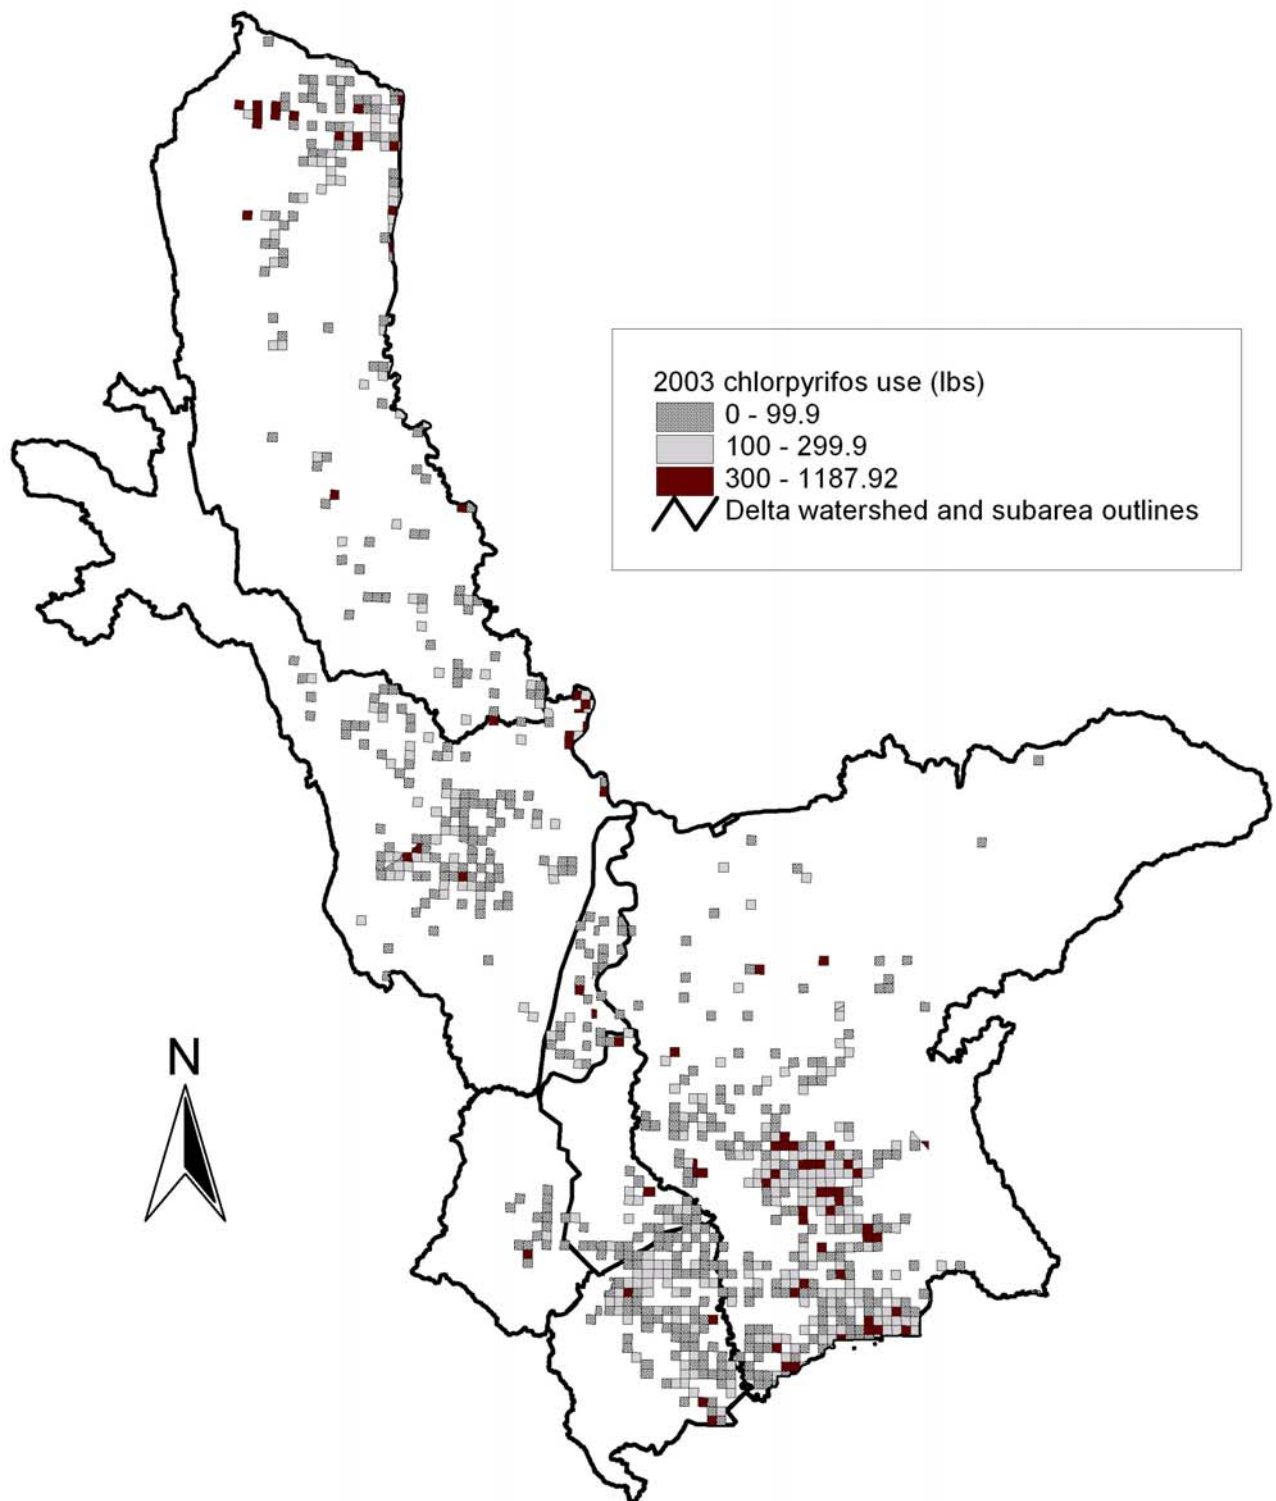 2003 chlorpyrifos use (lbs)
0 - 99.9
100 - 299.9
300 - 1187.92
Delta watershed and subarea outlines
N